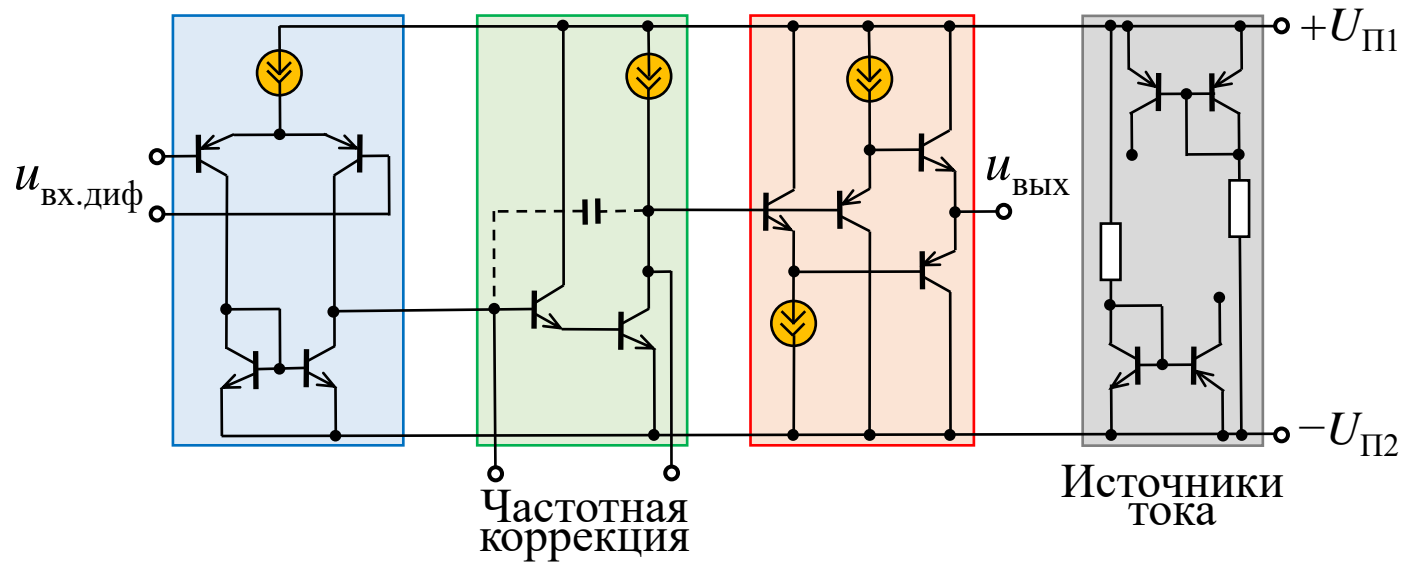 +U П1
u вх.диф
u вых
−U П2
Частотная
коррекция
Источники
тока